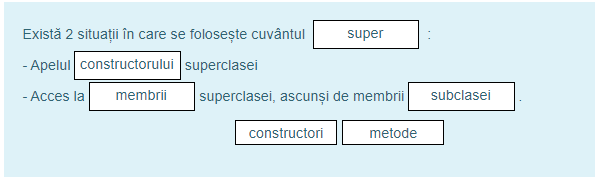 Există 2 situații în care se folosește cuvântul super :
- Apelul constructorului superclasei
- Acces la membrii superclasei, ascunși de membrii subclasei .
constructori metode